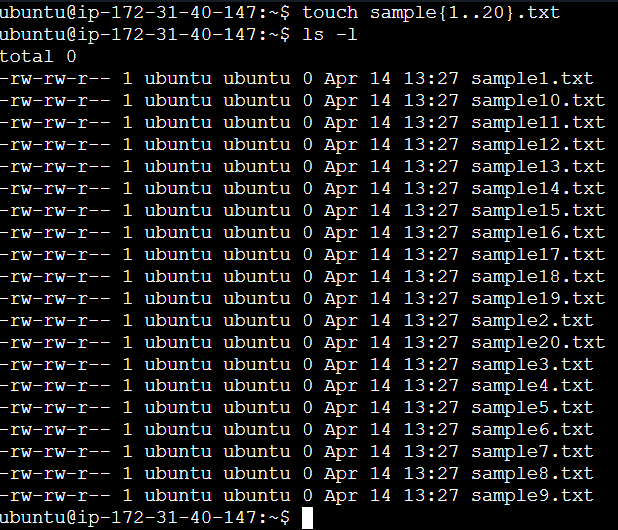 ubuntu@ip-172-31-40-147:~$ touch sample{1..20}.txt
ubuntu@ip-172-31-40-147:~$ ls -l
total 0
-rw-rw-r-- 1 ubuntu ubuntu 0 Apr 14 13:27 sample1.txt
-rw-rw-r-- 1 ubuntu ubuntu 0 Apr 14 13:27 sample10.txt
-rw-rw-r-- 1 ubuntu ubuntu 0 Apr 14 13:27 sample11.txt
-rw-rw-r-- 1 ubuntu ubuntu 0 Apr 14 13:27 sample12.txt
-rw-rw-r-- 1 ubuntu ubuntu 0 Apr 14 13:27 sample13.txt
-rw-rw-r-- 1 ubuntu ubuntu 0 Apr 14 13:27 sample14.txt
-rw-rw-r-- 1 ubuntu ubuntu 0 Apr 14 13:27 sample15.txt
-rw-rw-r-- 1 ubuntu ubuntu 0 Apr 14 13:27 sample16.txt
-rw-rw-r-- 1 ubuntu ubuntu 0 Apr 14 13:27 sample17.txt
-rw-rw-r-- 1 ubuntu ubuntu 0 Apr 14 13:27 sample18.txt
-rw-rw-r-- 1 ubuntu ubuntu 0 Apr 14 13:27 sample19.txt
-rw-rw-r-- 1 ubuntu ubuntu 0 Apr 14 13:27 sample2.txt
-rw-rw-r-- 1 ubuntu ubuntu 0 Apr 14 13:27 sample20.txt
-rw-rw-r-- 1 ubuntu ubuntu 0 Apr 14 13:27 sample3.txt
-rw-rw-r-- 1 ubuntu ubuntu 0 Apr 14 13:27 sample4.txt
-rw-rw-r-- 1 ubuntu ubuntu 0 Apr 14 13:27 sample5.txt
-rw-rw-r-- 1 ubuntu ubuntu 0 Apr 14 13:27 sample6.txt
-rw-rw-r-- 1 ubuntu ubuntu 0 Apr 14 13:27 sample7.txt
-rw-rw-r-- 1 ubuntu ubuntu 0 Apr 14 13:27 sample8.txt
-rw-rw-r-- 1 ubuntu ubuntu 0 Apr 14 13:27 sample9.txt
ubuntu@ip-172-31-40-147:~$